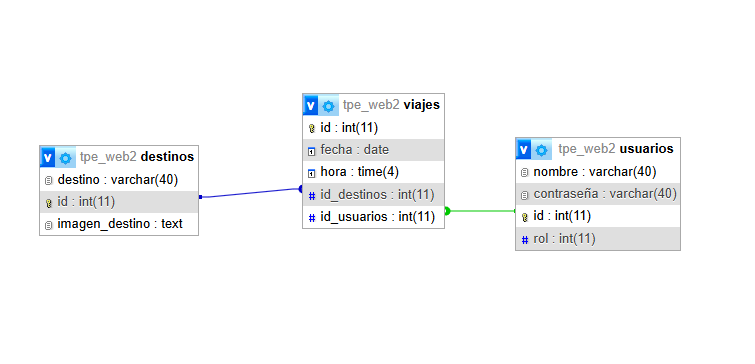 tpe_web2 destinos
destino : varchar(40)
id : int(11)
imagen_destino : text
v tpe_web2 viajes
id : int(11)
fecha : date
hora : time(4)
# id_destinos : int(11)
# id_usuarios : int(11)
v tpe_web2 usuarios
nombre : varchar(40)
contraseña : varchar(40)
id : int(11)
# rol : int(11)